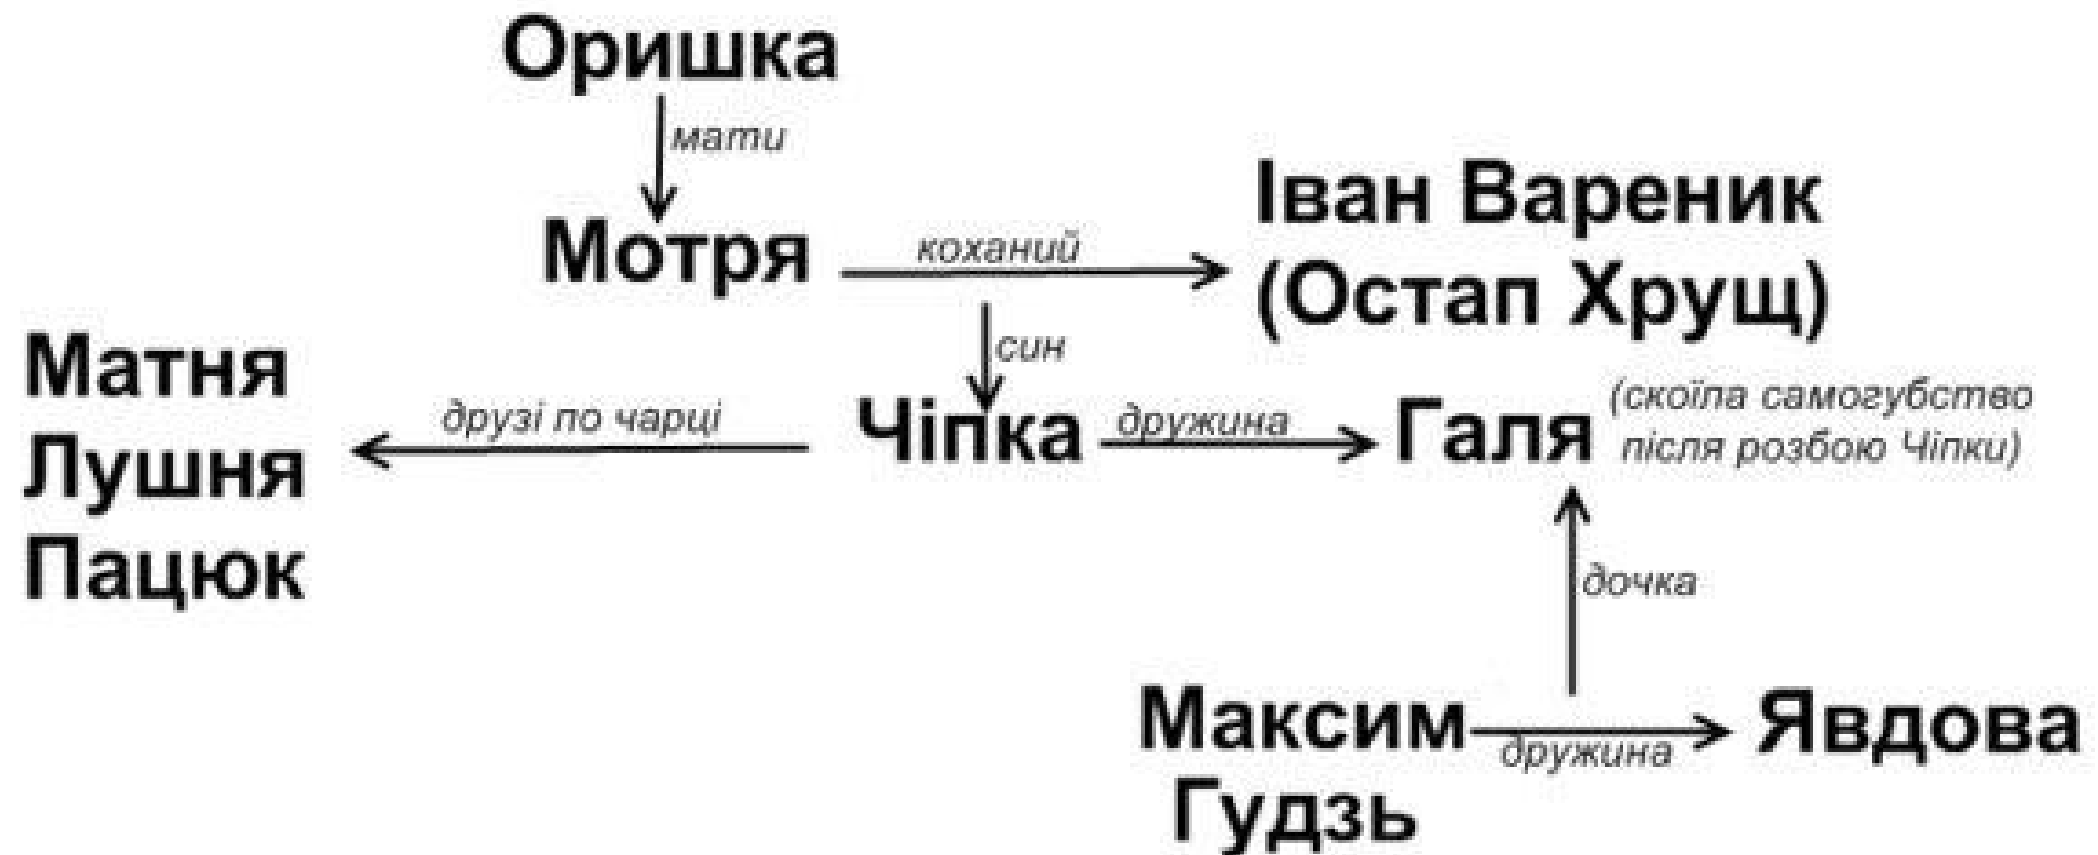 Оришка
мати
Мотря
коханий
Іван Вареник
(Остап Хрущ)
син
Матня
Лушня
Пацюк
друзі по чарці
Чіпка
дружина
Галя
(скоїла самогубство
після розбою Чіпки)
дочка
Максим
Гудзь
дружина
Явдова